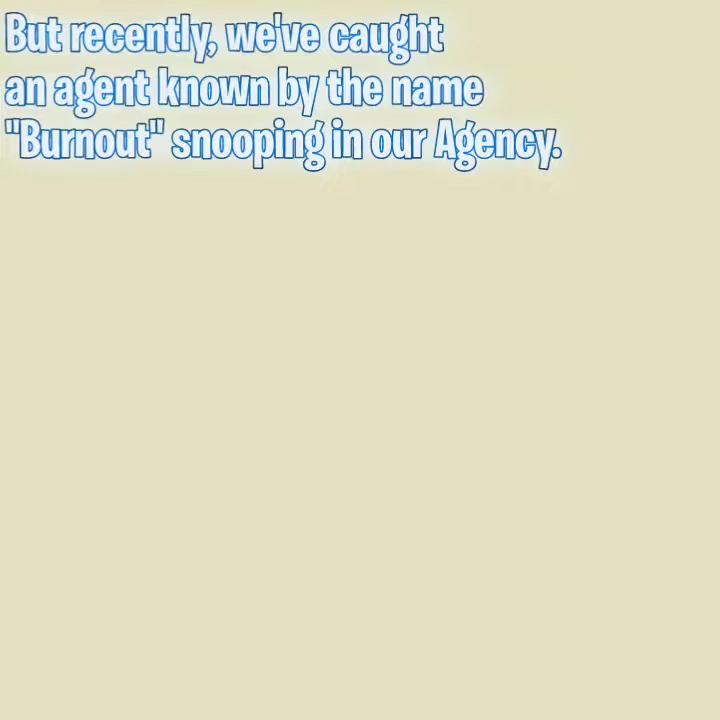 But recently, we've caught
an agent known by the name
"Burnout" snooping in our Agency.